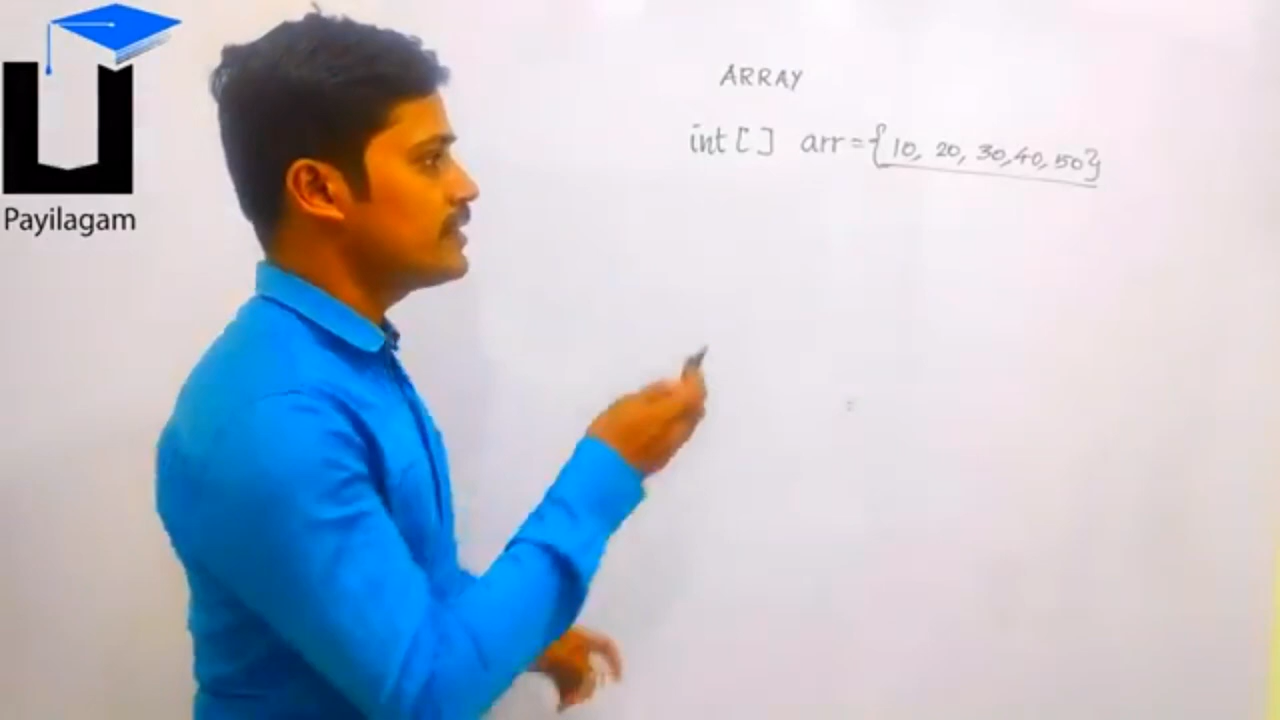 Payilagam
ARRAY
int [ ] arr = { 10, 20, 30,40, 50}